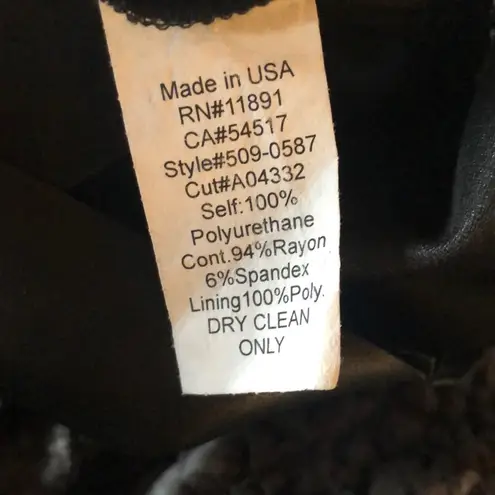 Made in USA
RN#11891
CA#54517
Style#509-0587
Cut#A04332
Self:100%
Polyurethane
Cont.94%Rayon
6%Spandex
Lining100%Poly.
DRY CLEAN
ONLY